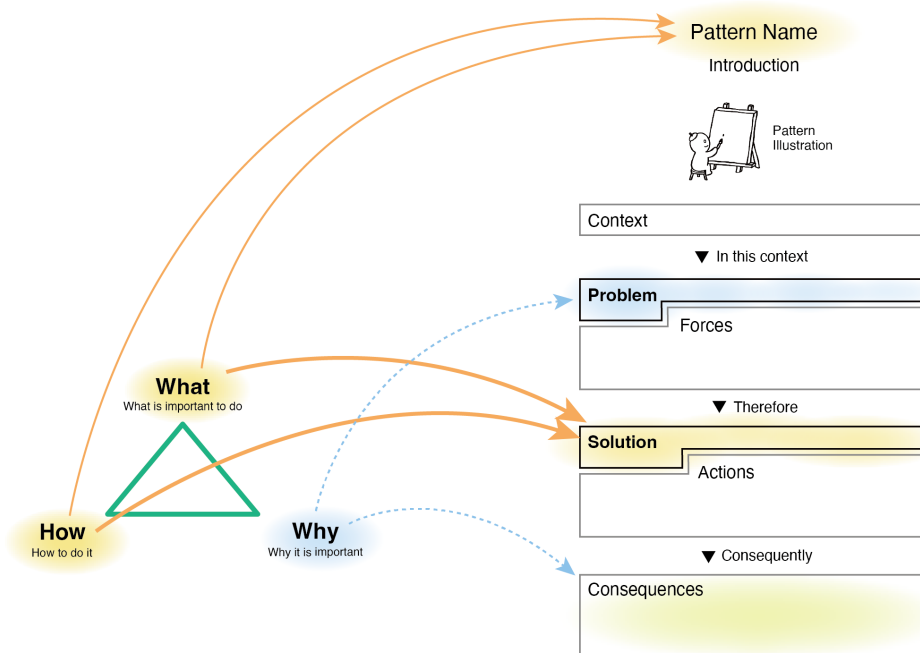 Pattern Name
Introduction
Pattern
Illustration
Context
▼ In this context
Problem
Forces
What
What is important to do
▼ Therefore
Solution
Actions
How
How to do it
Why
Why it is important
▼ Consequently
Consequences